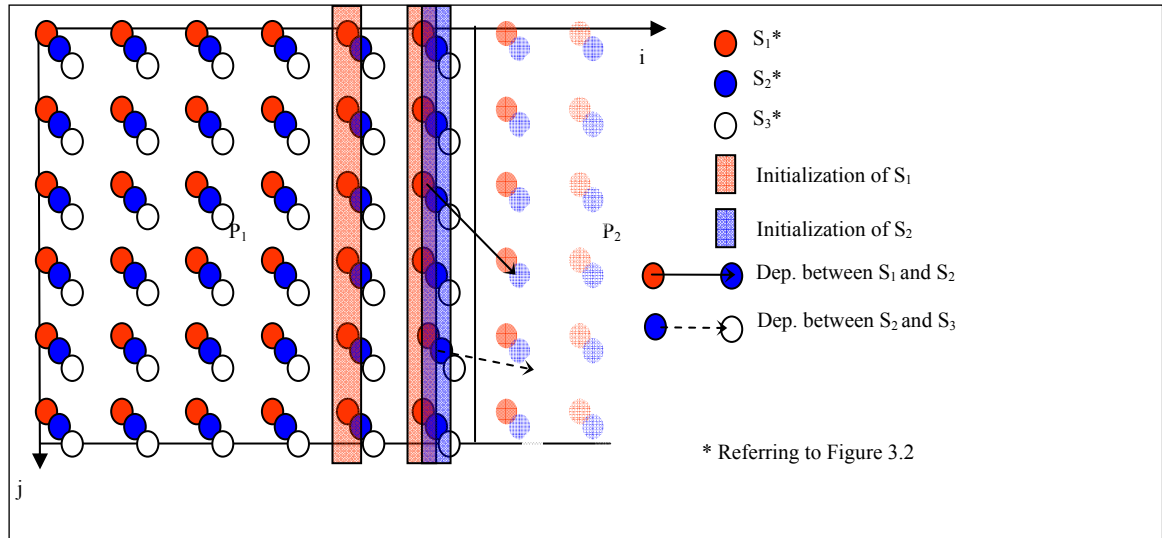 i
j
P₁
P₂
S₁*
S₂*
S₃*
Initialization of S₁
Initialization of S₂
Dep. between S₁ and S₂
Dep. between S₂ and S₃
* Referring to Figure 3.2